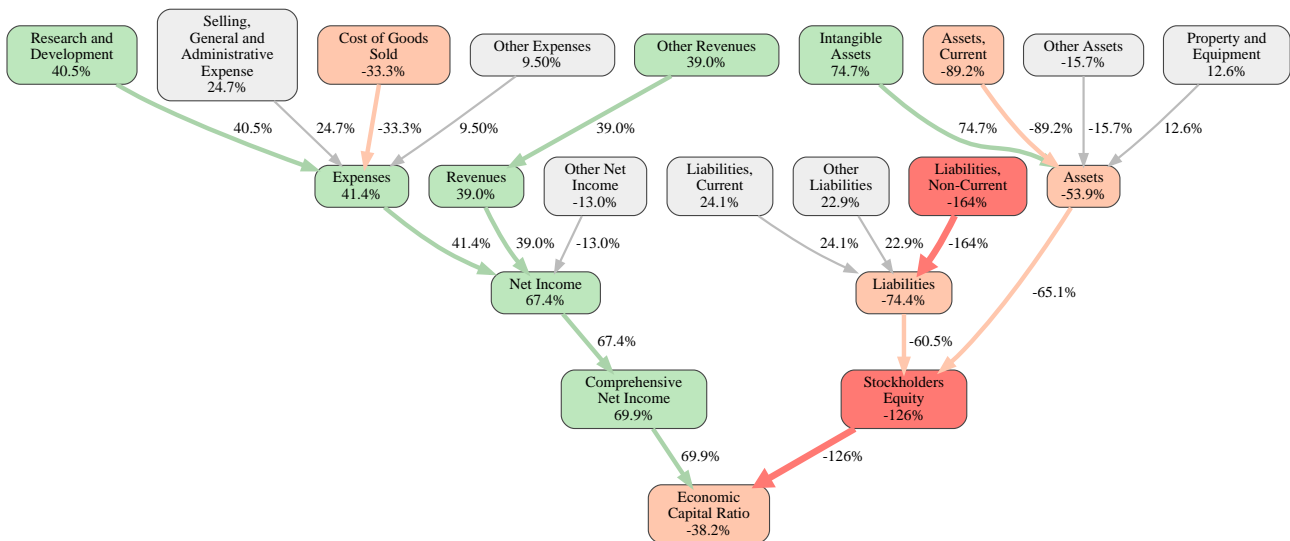 Research and
Development
40.5%
Selling,
General and
Administrative
Expense
24.7%
Cost of Goods
Sold
-33.3%
Other Expenses
9.50%
Other Revenues
39.0%
Intangible
Assets
74.7%
Assets,
Current
-89.2%
Other Assets
-15.7%
Property and
Equipment
12.6%
40.5%
24.7%
-33.3%
9.50%
39.0%
74.7%
-89.2%
-15.7%
12.6%
Expenses
41.4%
Revenues
39.0%
Other Net
Income
-13.0%
Liabilities,
Current
24.1%
Other
Liabilities
22.9%
Liabilities,
Non-Current
-164%
Assets
-53.9%
41.4%
39.0%
-13.0%
24.1%
22.9%
-164%
Net Income
67.4%
Liabilities
-74.4%
-65.1%
67.4%
-60.5%
Comprehensive
Net Income
69.9%
Stockholders
Equity
-126%
69.9%
-126%
Economic
Capital Ratio
-38.2%